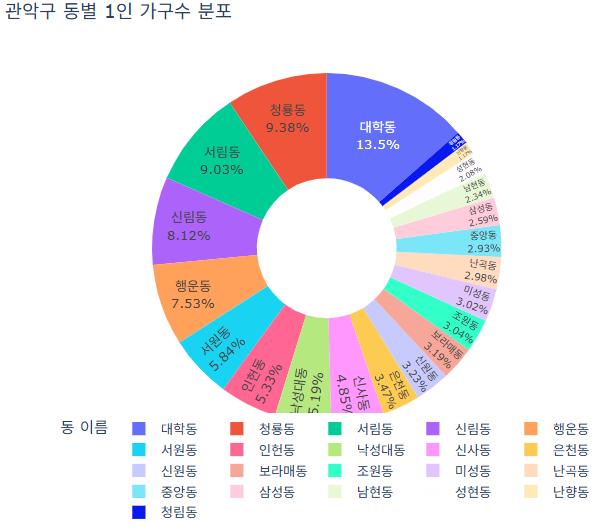 관악구 동별 1인 가구수 분포
대학동
13.5%
청룡동
9.38%
서림동
9.03%
신림동
8.12%
행운동
7.53%
서원동
5.84%
인헌동
5.33%
낙성대동
5.19%
신사동
4.85%
은천동
3.47%
신원동
3.23%
보라매동
3.19%
조원동
3.04%
미성동
3.02%
난곡동
2.98%
중앙동
2.93%
삼성동
2.59%
남현동
2.34%
성현동
2.08%
동 이름
대학동 청룡동 서림동 신림동 행운동
서원동 인헌동 낙성대동 신사동 은천동
신원동 보라매동 조원동 미성동 난곡동
중앙동 삼성동 남현동 성현동 난향동
청림동